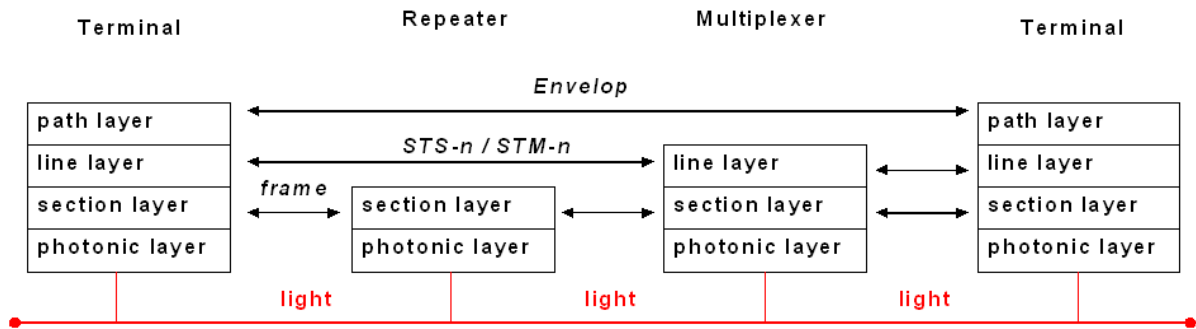 Terminal
Repeater
Multiplexer
Terminal
Envelop
path layer
path layer
STS-n / STM-n
line layer
line layer
line layer
frame
section layer
section layer
section layer
section layer
photonic layer
photonic layer
photonic layer
photonic layer
light
light
light